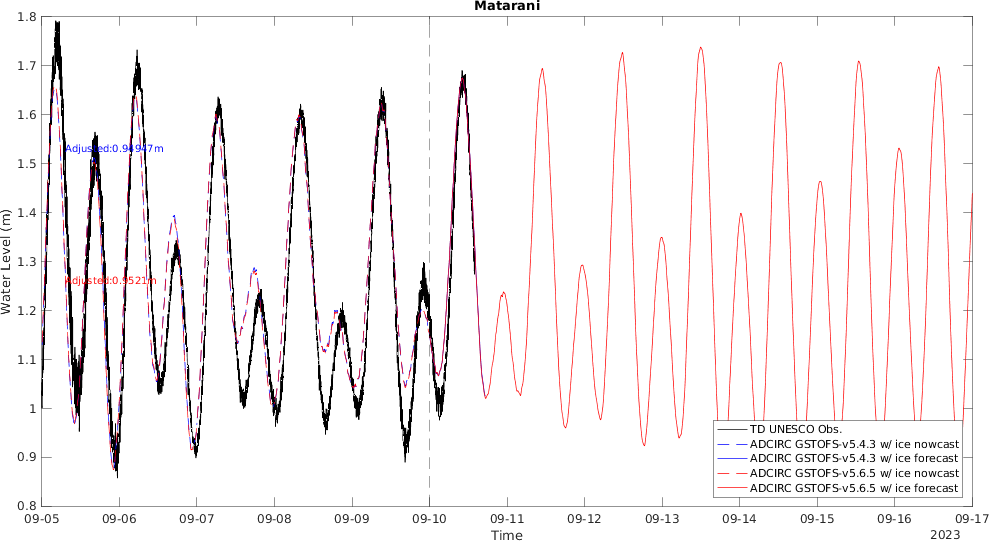 Matarani
1.8
1.7
1.6
1.5
1.4
1.3
1.2
1.1
1
0.9
0.8
Water Level (m)
Adjusted:0.94947m
Adjusted:0.9521m
TD UNESCO Obs.
ADCIRC GSTOFS-v5.4.3 w/ ice nowcast
ADCIRC GSTOFS-v5.4.3 w/ ice forecast
ADCIRC GSTOFS-v5.6.5 w/ ice nowcast
ADCIRC GSTOFS-v5.6.5 w/ ice forecast
09-05 09-06 09-07 09-08 09-09 09-10 09-11 09-12 09-13 09-14 09-15 09-16 09-17
Time
2023